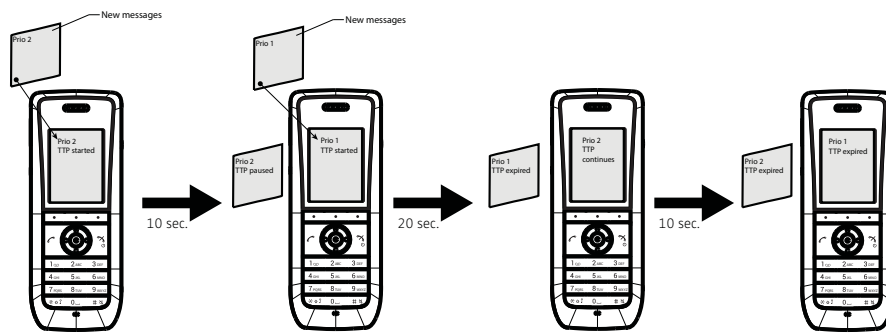 New messages
Prio 2
Prio 2
TTP started
10 sec.
New messages
Prio 1
Prio 2
TTP paused
Prio 1
TTP started
20 sec.
Prio 1
TTP expired
Prio 2
TTP
continues
10 sec.
Prio 2
TTP expired
Prio 1
TTP expired